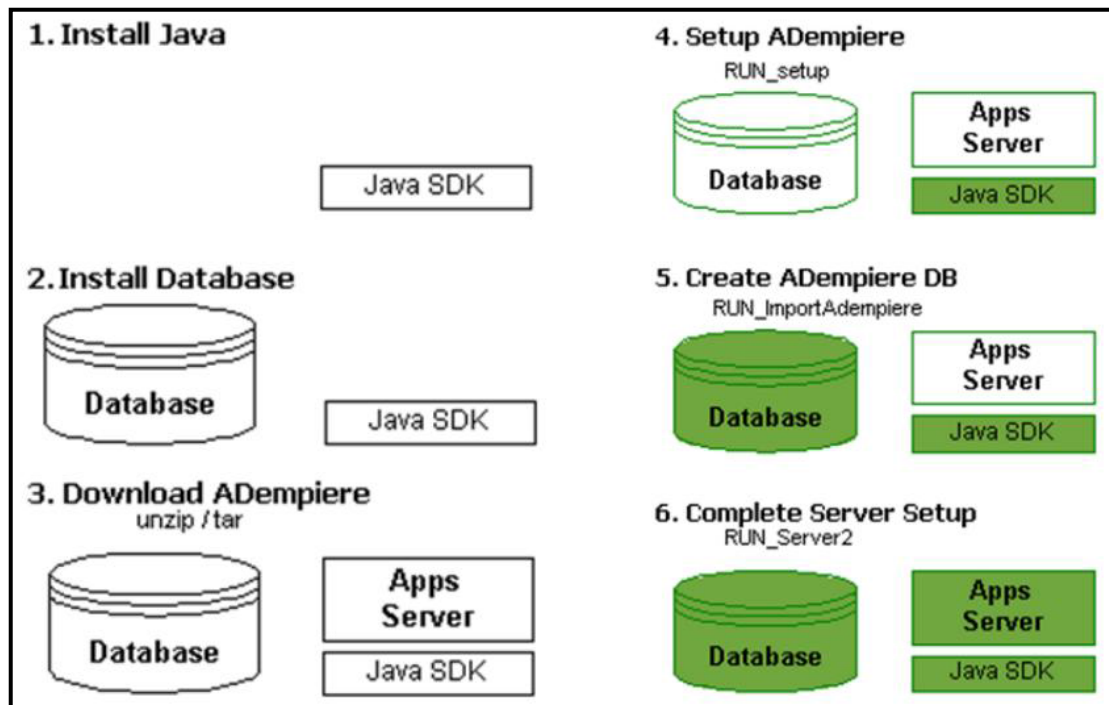 1. Install Java
Java SDK
2. Install Database
Database
Java SDK
3. Download ADempiere
unzip / tar
Apps
Server
Database
Java SDK
4. Setup ADempiere
RUN_setup
Apps
Server
Database
Java SDK
5. Create ADempiere DB
RUN_ImportAdempiere
Apps
Server
Database
Java SDK
6. Complete Server Setup
RUN_Server2
Apps
Server
Database
Java SDK